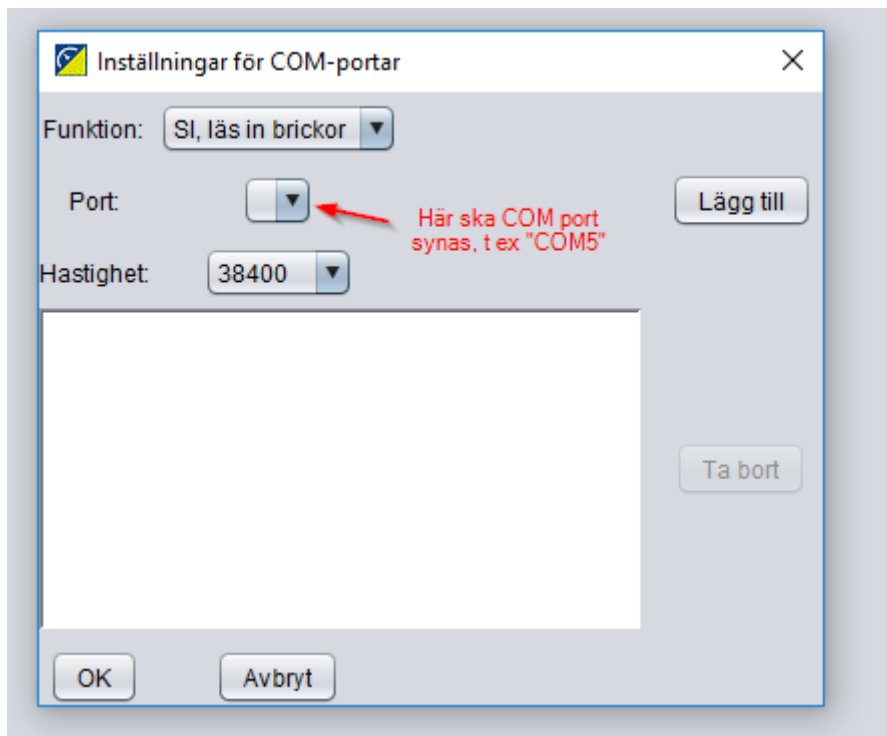 Inställningar för COM-portar
Funktion: SI, läs in brickor
Port:
Här ska COM port
synas, t ex "COM5"
Lägg till
Hastighet: 38400
Ta bort
OK Avbryt